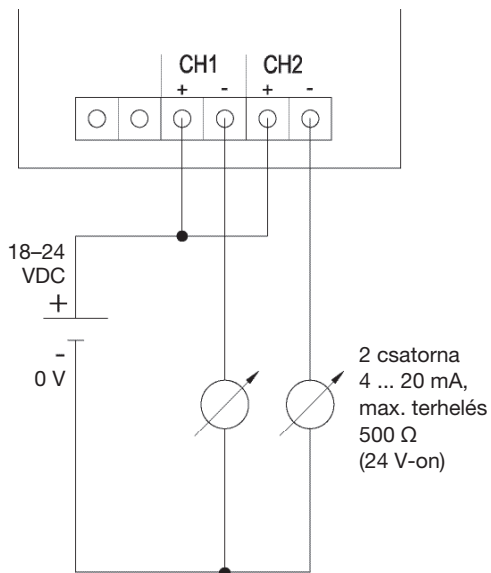 CH1 CH2
+ - + -
18–24
VDC
+
-
0 V
2 csatorna
4 ... 20 mA,
max. terhelés
500 Ω
(24 V-on)